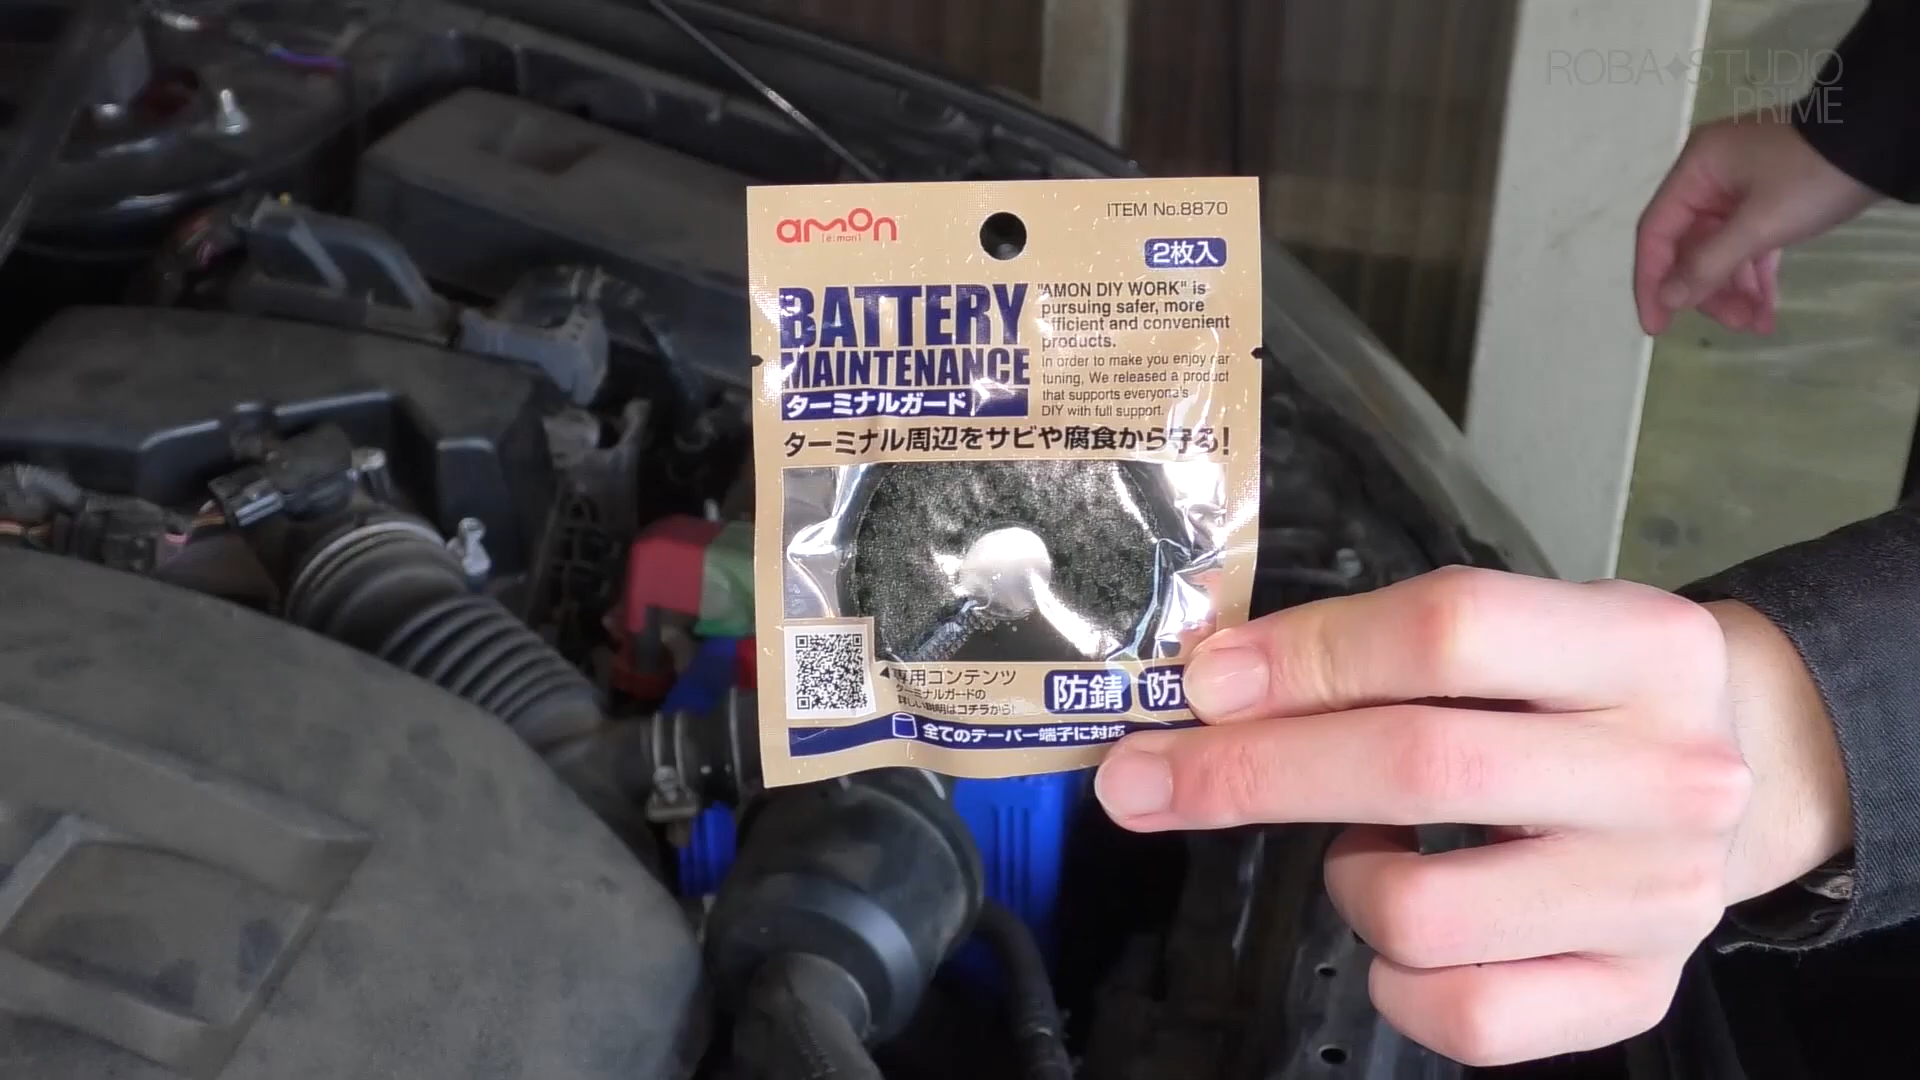 ROBA✦STUDIO
PRIME
amon
[e:mon]
ITEM No.8870
2枚入
BATTERY
MAINTENANCE
ターミナルガード
"AMON DIY WORK" is
pursuing safer, more
efficient and convenient
products.
In order to make you enjoy car
tuning, We released a product
that supports everyone's
DIY with full support.
ターミナル周辺をサビや腐食から守る!
専用コンテンツ
ターミナルガードの
詳しい説明はコチラから!
防錆
防
全てのテーパー端子に対応